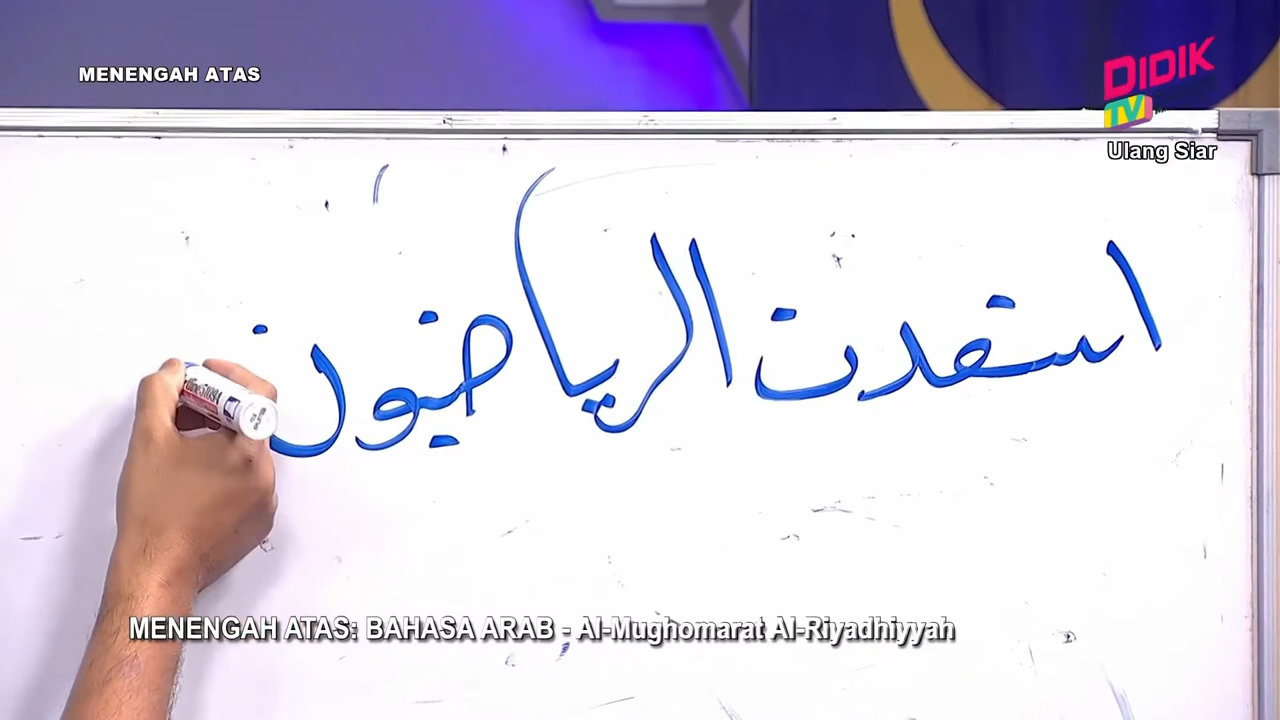 MENENGAH ATAS
DIDIK TV
Ulang Siar
استعدت الرياضيون
MENENGAH ATAS: BAHASA ARAB - Al-Mughomarat Al-Riyadhiyyah